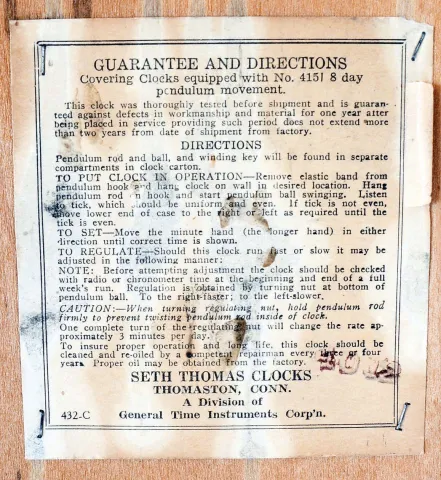 GUARANTEE AND DIRECTIONS
Covering Clocks equipped with No. 4151 8 day
pendulum movement.
This clock was thoroughly tested before shipment and is guaran-
teed against defects in workmanship and material for one year after
being placed in service providing such period does not extend more
than two years from date of shipment from factory.
DIRECTIONS
Pendulum rod and ball, and winding key will be found in separate
compartments in clock carton.
TO PUT CLOCK IN OPERATION—Remove elastic band from
pendulum hook and hang clock on wall in desired location. Hang
pendulum rod on hook and start pendulum ball swinging. Listen
to tick, which should be uniform and even. If tick is not even,
move lower end of case to the right or left as required until the
tick is even.
TO SET—Move the minute hand (the longer hand) in either
direction until correct time is shown.
TO REGULATE—Should this clock run fast or slow it may be
adjusted in the following manner:
NOTE: Before attempting adjustment the clock should be checked
with radio or chronometer time at the beginning and end of a full
week's run. Regulation is obtained by turning nut at bottom of
pendulum ball. To the right-faster; to the left-slower.
CAUTION:—When turning regulating nut, hold pendulum rod
firmly to prevent twisting pendulum rod inside of clock.
One complete turn of the regulating nut will change the rate ap-
proximately 3 minutes per day.
To insure proper operation and long life, this clock should be
cleaned and re-oiled by a competent repairman every three or four
years. Proper oil may be obtained from the factory.
SETH THOMAS CLOCKS
THOMASTON, CONN.
A Division of
432-C General Time Instruments Corp'n.